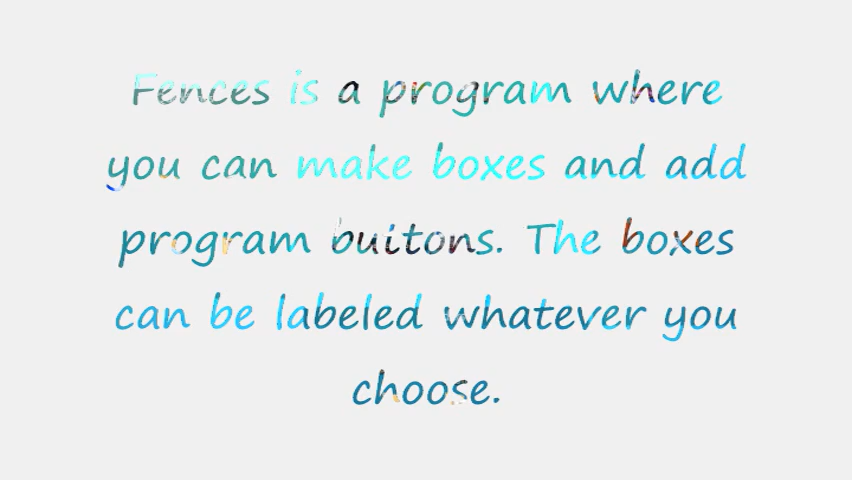 Fences is a program where
you can make boxes and add
program buitons. The boxes
can be labeled whatever you
choose.